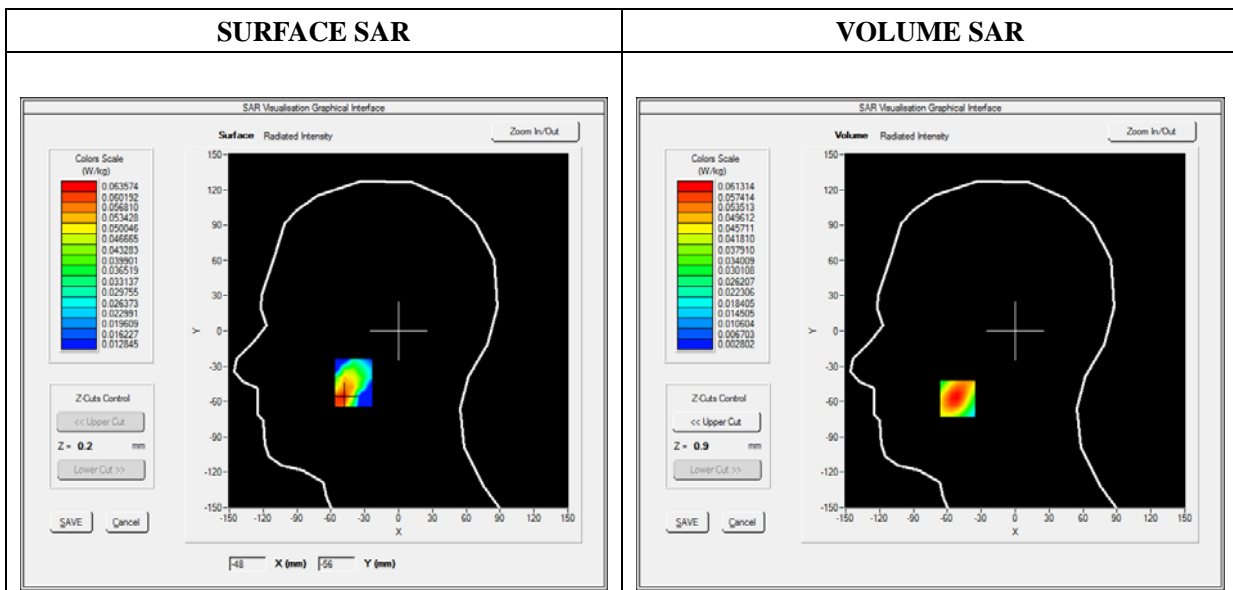 SURFACE SAR
VOLUME SAR
SAR Visualisation Graphical Interface
Surface Radiated Intensity
Zoom In/Out
Colors Scale
(W/kg)
0.063574
0.060192
0.056810
0.053428
0.050046
0.046665
0.043283
0.039901
0.036519
0.033137
0.029755
0.026373
0.022991
0.019609
0.016227
0.012845
150
120
90
60
30
0
-30
-60
-90
-120
-150
Y
-150 -120 -90 -60 -30 0 30 60 90 120 150
X
Z-Cuts Control
<< Upper Cut
Z = 0.2 mm
Lower Cut >>
SAVE Cancel
-48 X (mm) -56 Y (mm)
SAR Visualisation Graphical Interface
Volume Radiated Intensity
Zoom In/Out
Colors Scale
(W/kg)
0.061314
0.057414
0.053513
0.049612
0.045711
0.041810
0.037910
0.034009
0.030108
0.026207
0.022306
0.018405
0.014505
0.010604
0.006703
0.002802
150
120
90
60
30
0
-30
-60
-90
-120
-150
Y
-150 -120 -90 -60 -30 0 30 60 90 120 150
X
Z-Cuts Control
<< Upper Cut
Z = 0.9 mm
Lower Cut >>
SAVE Cancel